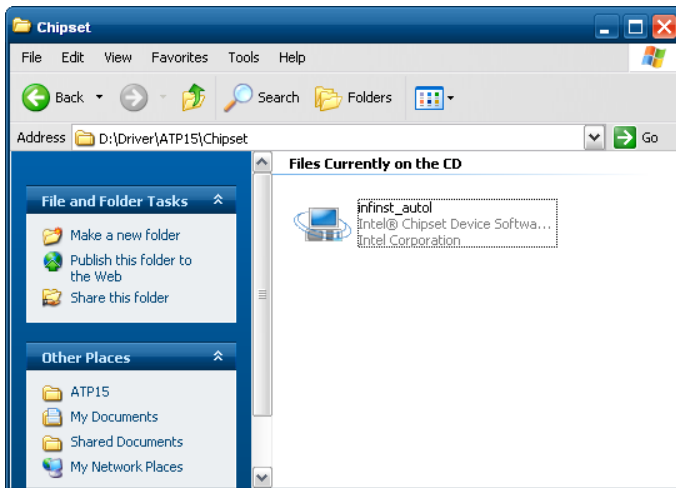 Chipset
File Edit View Favorites Tools Help
Back Search Folders
Address D:\Driver\ATP15\Chipset Go
Files Currently on the CD
infinst_autol
Intel® Chipset Device Softwa...
Intel Corporation
File and Folder Tasks
Make a new folder
Publish this folder to
the Web
Share this folder
Other Places
ATP15
My Documents
Shared Documents
My Network Places